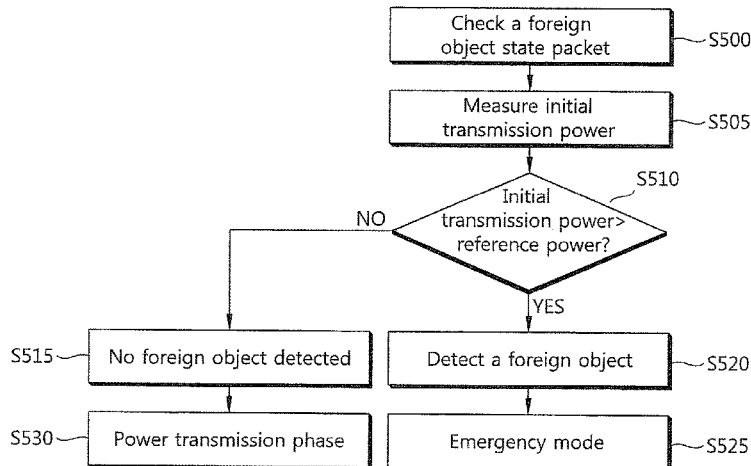 Check a foreign
object state packet
S500
Measure initial
transmission power
S505
S510
Initial
transmission power>
reference power?
NO
YES
S515
No foreign object detected
Detect a foreign object
S520
S530
Power transmission phase
Emergency mode
S525